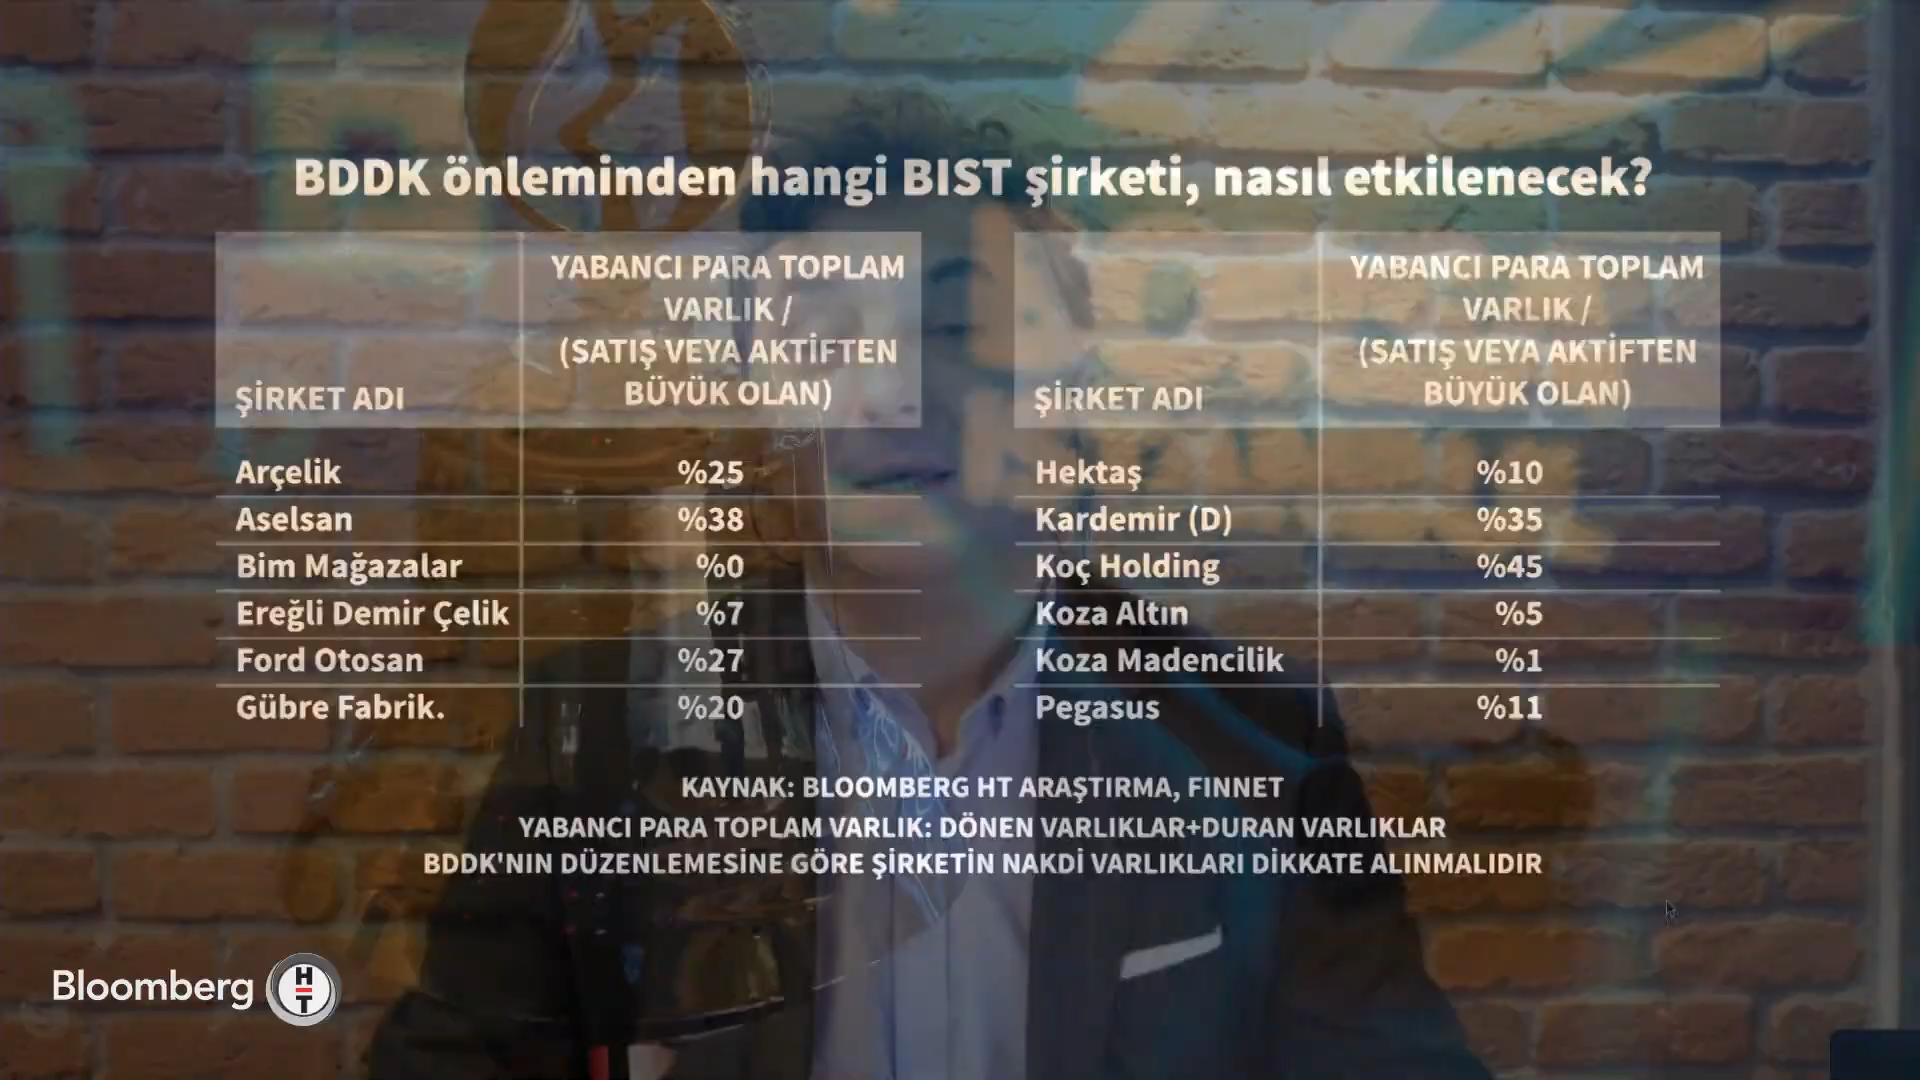 BDDK önleminden hangi BIST şirketi, nasıl etkilenecek?
ŞİRKET ADI
YABANCI PARA TOPLAM
VARLIK /
(SATIŞ VEYA AKTİFTEN
BÜYÜK OLAN)
Arçelik %25
Aselsan %38
Bim Mağazalar %0
Ereğli Demir Çelik %7
Ford Otosan %27
Gübre Fabrik. %20
ŞİRKET ADI
YABANCI PARA TOPLAM
VARLIK /
(SATIŞ VEYA AKTİFTEN
BÜYÜK OLAN)
Hektaş %10
Kardemir (D) %35
Koç Holding %45
Koza Altın %5
Koza Madencilik %1
Pegasus %11
KAYNAK: BLOOMBERG HT ARAŞTIRMA, FINNET
YABANCI PARA TOPLAM VARLIK: DÖNEN VARLIKLAR+DURAN VARLIKLAR
BDDK'NIN DÜZENLEMESİNE GÖRE ŞİRKETİN NAKDİ VARLIKLARI DİKKATE ALINMALIDIR
Bloomberg HT